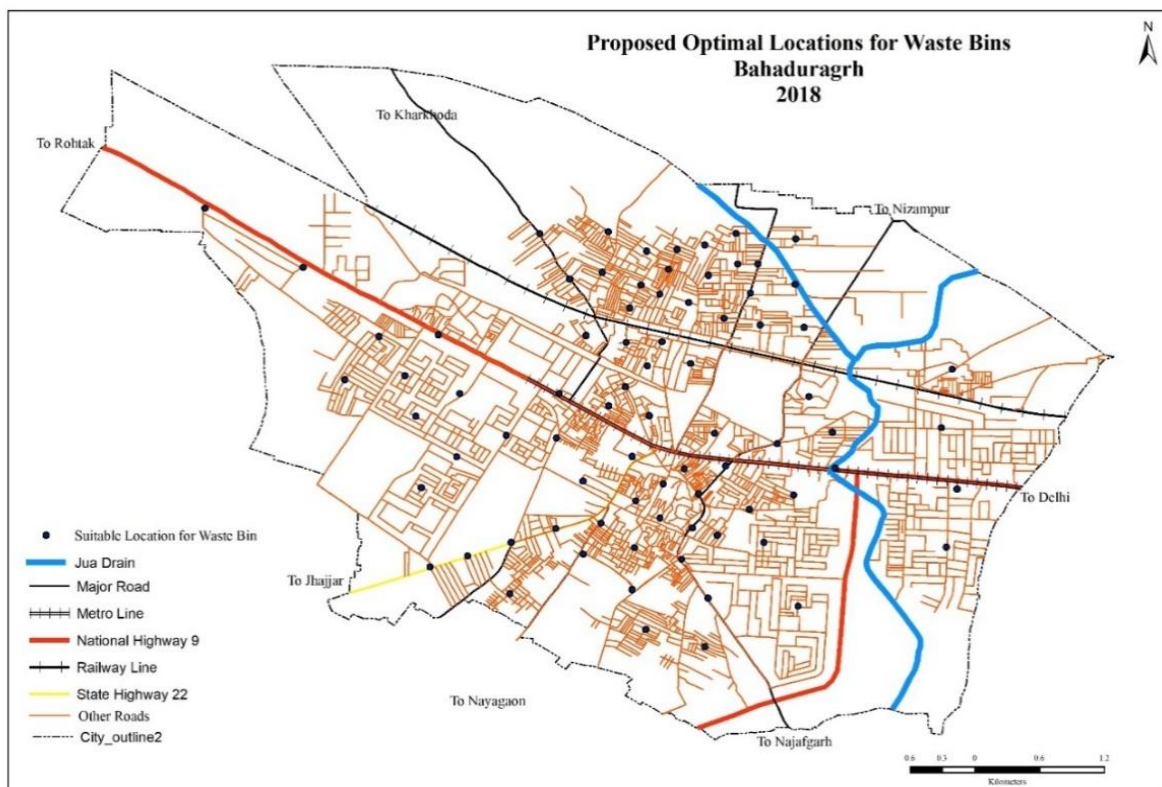 Proposed Optimal Locations for Waste Bins
Bahaduragrh
2018
N
To Kharkhoda
To Rohtak
To Nizampur
To Delhi
To Jhajjar
To Nayagaon
To Najafgarh
Suitable Location for Waste Bin
Jua Drain
Major Road
Metro Line
National Highway 9
Railway Line
State Highway 22
Other Roads
City_outline2
0.6 0.3 0 0.6 1.2
Kilometers